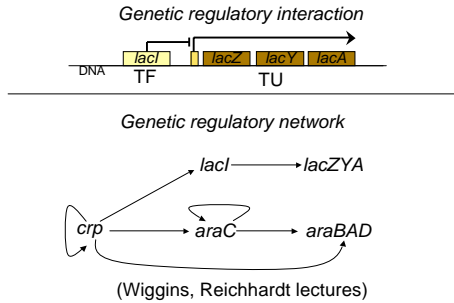 Genetic regulatory interaction
lacI lacZ lacY lacA
DNA TF TU
Genetic regulatory network
lacI lacZYA
crp araC araBAD
(Wiggins, Reichhardt lectures)